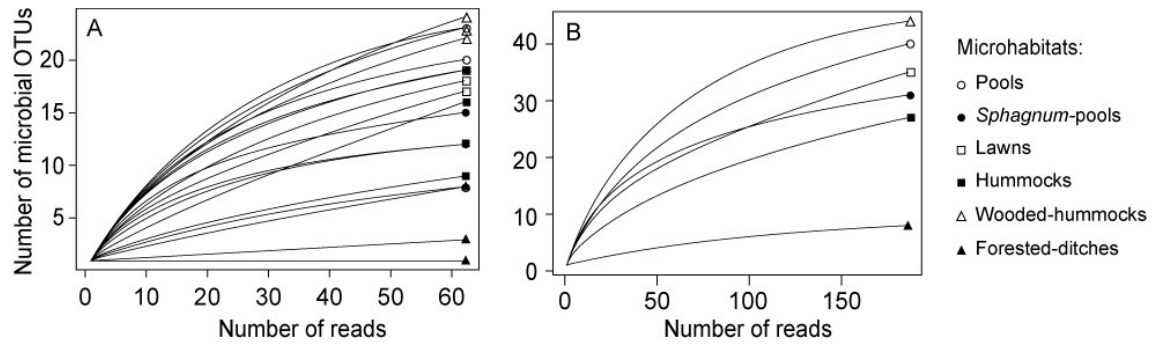 A
B
Number of microbial OTUs
20
15
10
5
0
10
20
30
40
50
60
Number of reads
40
30
20
10
0
0
50
100
150
Number of reads
Microhabitats:
Pools
Sphagnum-pools
Lawns
Hummocks
Wooded-hummocks
Forested-ditches